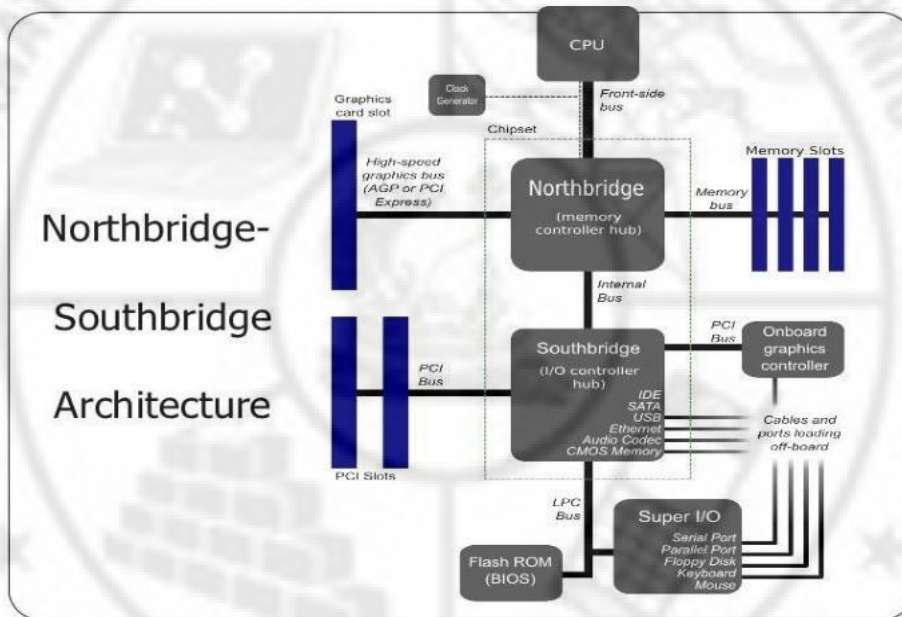 Northbridge-
Southbridge
Architecture
CPU
Clock
Generator
Front-side
bus
Graphics
card slot
Chipset
High-speed
graphics bus
(AGP or PCI
Express)
Northbridge
(memory
controller hub)
Memory
bus
Memory Slots
Internal
Bus
PCI
Bus
Southbridge
(I/O controller
hub)
IDE
SATA
USB
Ethernet
Audio Codec
CMOS Memory
PCI
Bus
Onboard
graphics
controller
Cables and
ports leading
off-board
PCI Slots
LPC
Bus
Super I/O
Serial Port
Parallel Port
Floppy Disk
Keyboard
Mouse
Flash ROM
(BIOS)